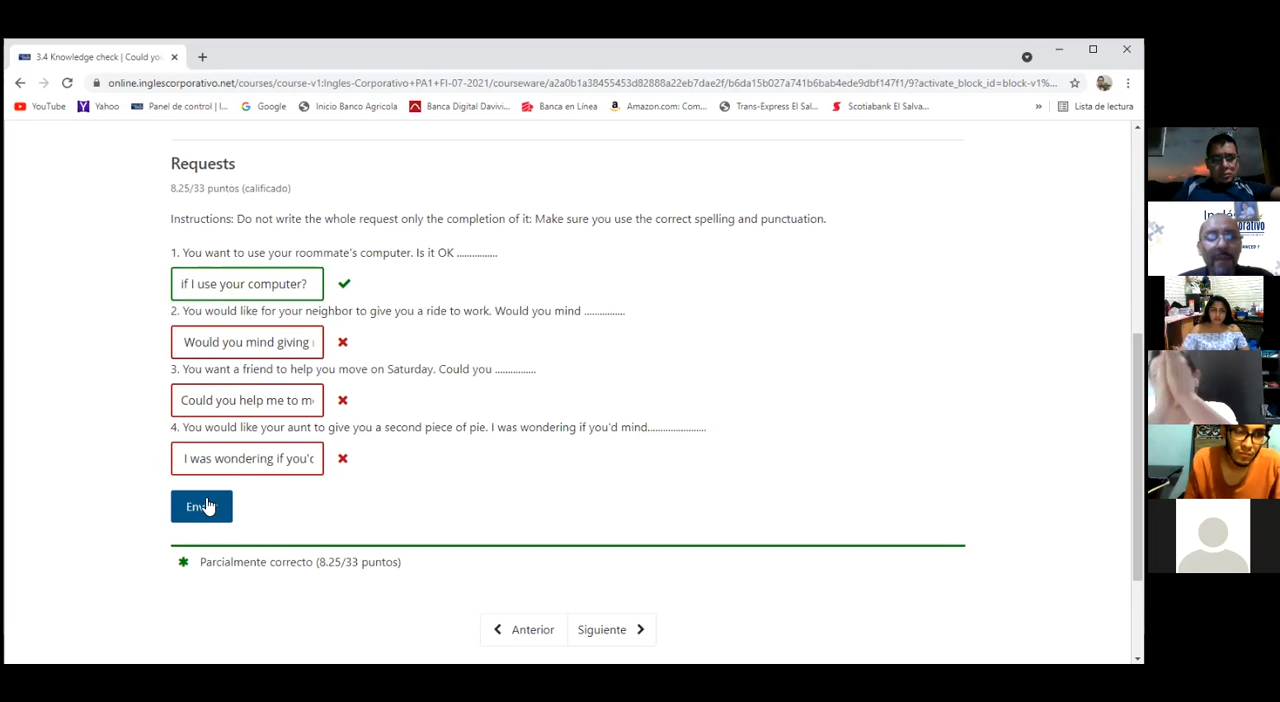 3.4 Knowledge check | Could you
online.inglescorporativo.net/courses/course-v1:Ingles-Corporativo+PA1+FI-07-2021/courseware/a2a0b1a38455453d82888a22eb7dae2f/b6da15b027a741b6bab4ede9dbf147f1/9?activate_block_id=block-v1%...
YouTube Yahoo Panel de control | I... Google Inicio Banco Agricola Banca Digital Davivi... Banca en Línea Amazon.com: Com... Trans-Express El Sal... Scotiabank El Salva... » Lista de lectura
Requests
8.25/33 puntos (calificado)
Instructions: Do not write the whole request only the completion of it: Make sure you use the correct spelling and punctuation.
1. You want to use your roommate's computer. Is it OK ...............
if I use your computer?
2. You would like for your neighbor to give you a ride to work. Would you mind ...............
Would you mind giving
3. You want a friend to help you move on Saturday. Could you ...............
Could you help me to m
4. You would like your aunt to give you a second piece of pie. I was wondering if you'd mind......................
I was wondering if you'd
Parcialmente correcto (8.25/33 puntos)
Anterior Siguiente